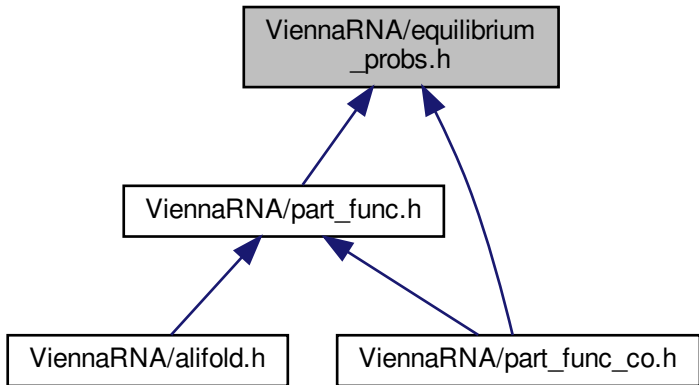 ViennaRNA/equilibrium
_probs.h
ViennaRNA/part_func.h
ViennaRNA/alifold.h
ViennaRNA/part_func_co.h